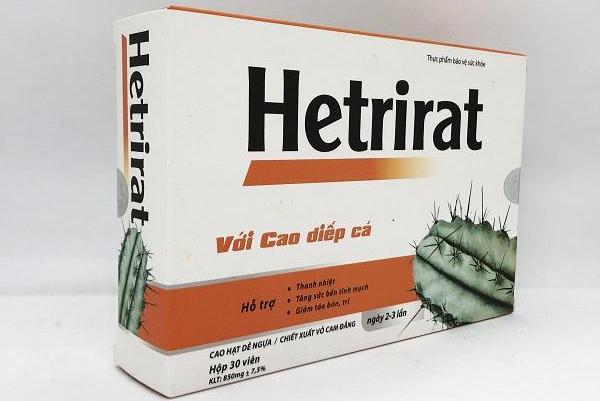 Thực phẩm bảo vệ sức khỏe
Hetrirat
Hetrirat
Với Cao diếp cá
Hỗ trợ
• Thanh nhiệt
• Tăng sức bền tĩnh mạch
• Giảm táo bón, trĩ
ngày 2-3 lần
CAO HẠT DẺ NGỰA / CHIẾT XUẤT VỎ CAM ĐẮNG
Hộp 30 viên
KLT: 850mg ± 7,5%